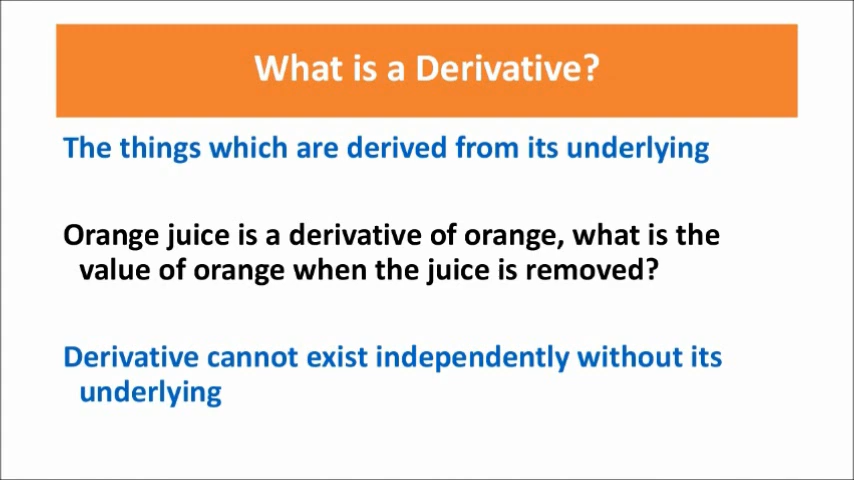 What is a Derivative?
The things which are derived from its underlying
Orange juice is a derivative of orange, what is the
value of orange when the juice is removed?
Derivative cannot exist independently without its
underlying